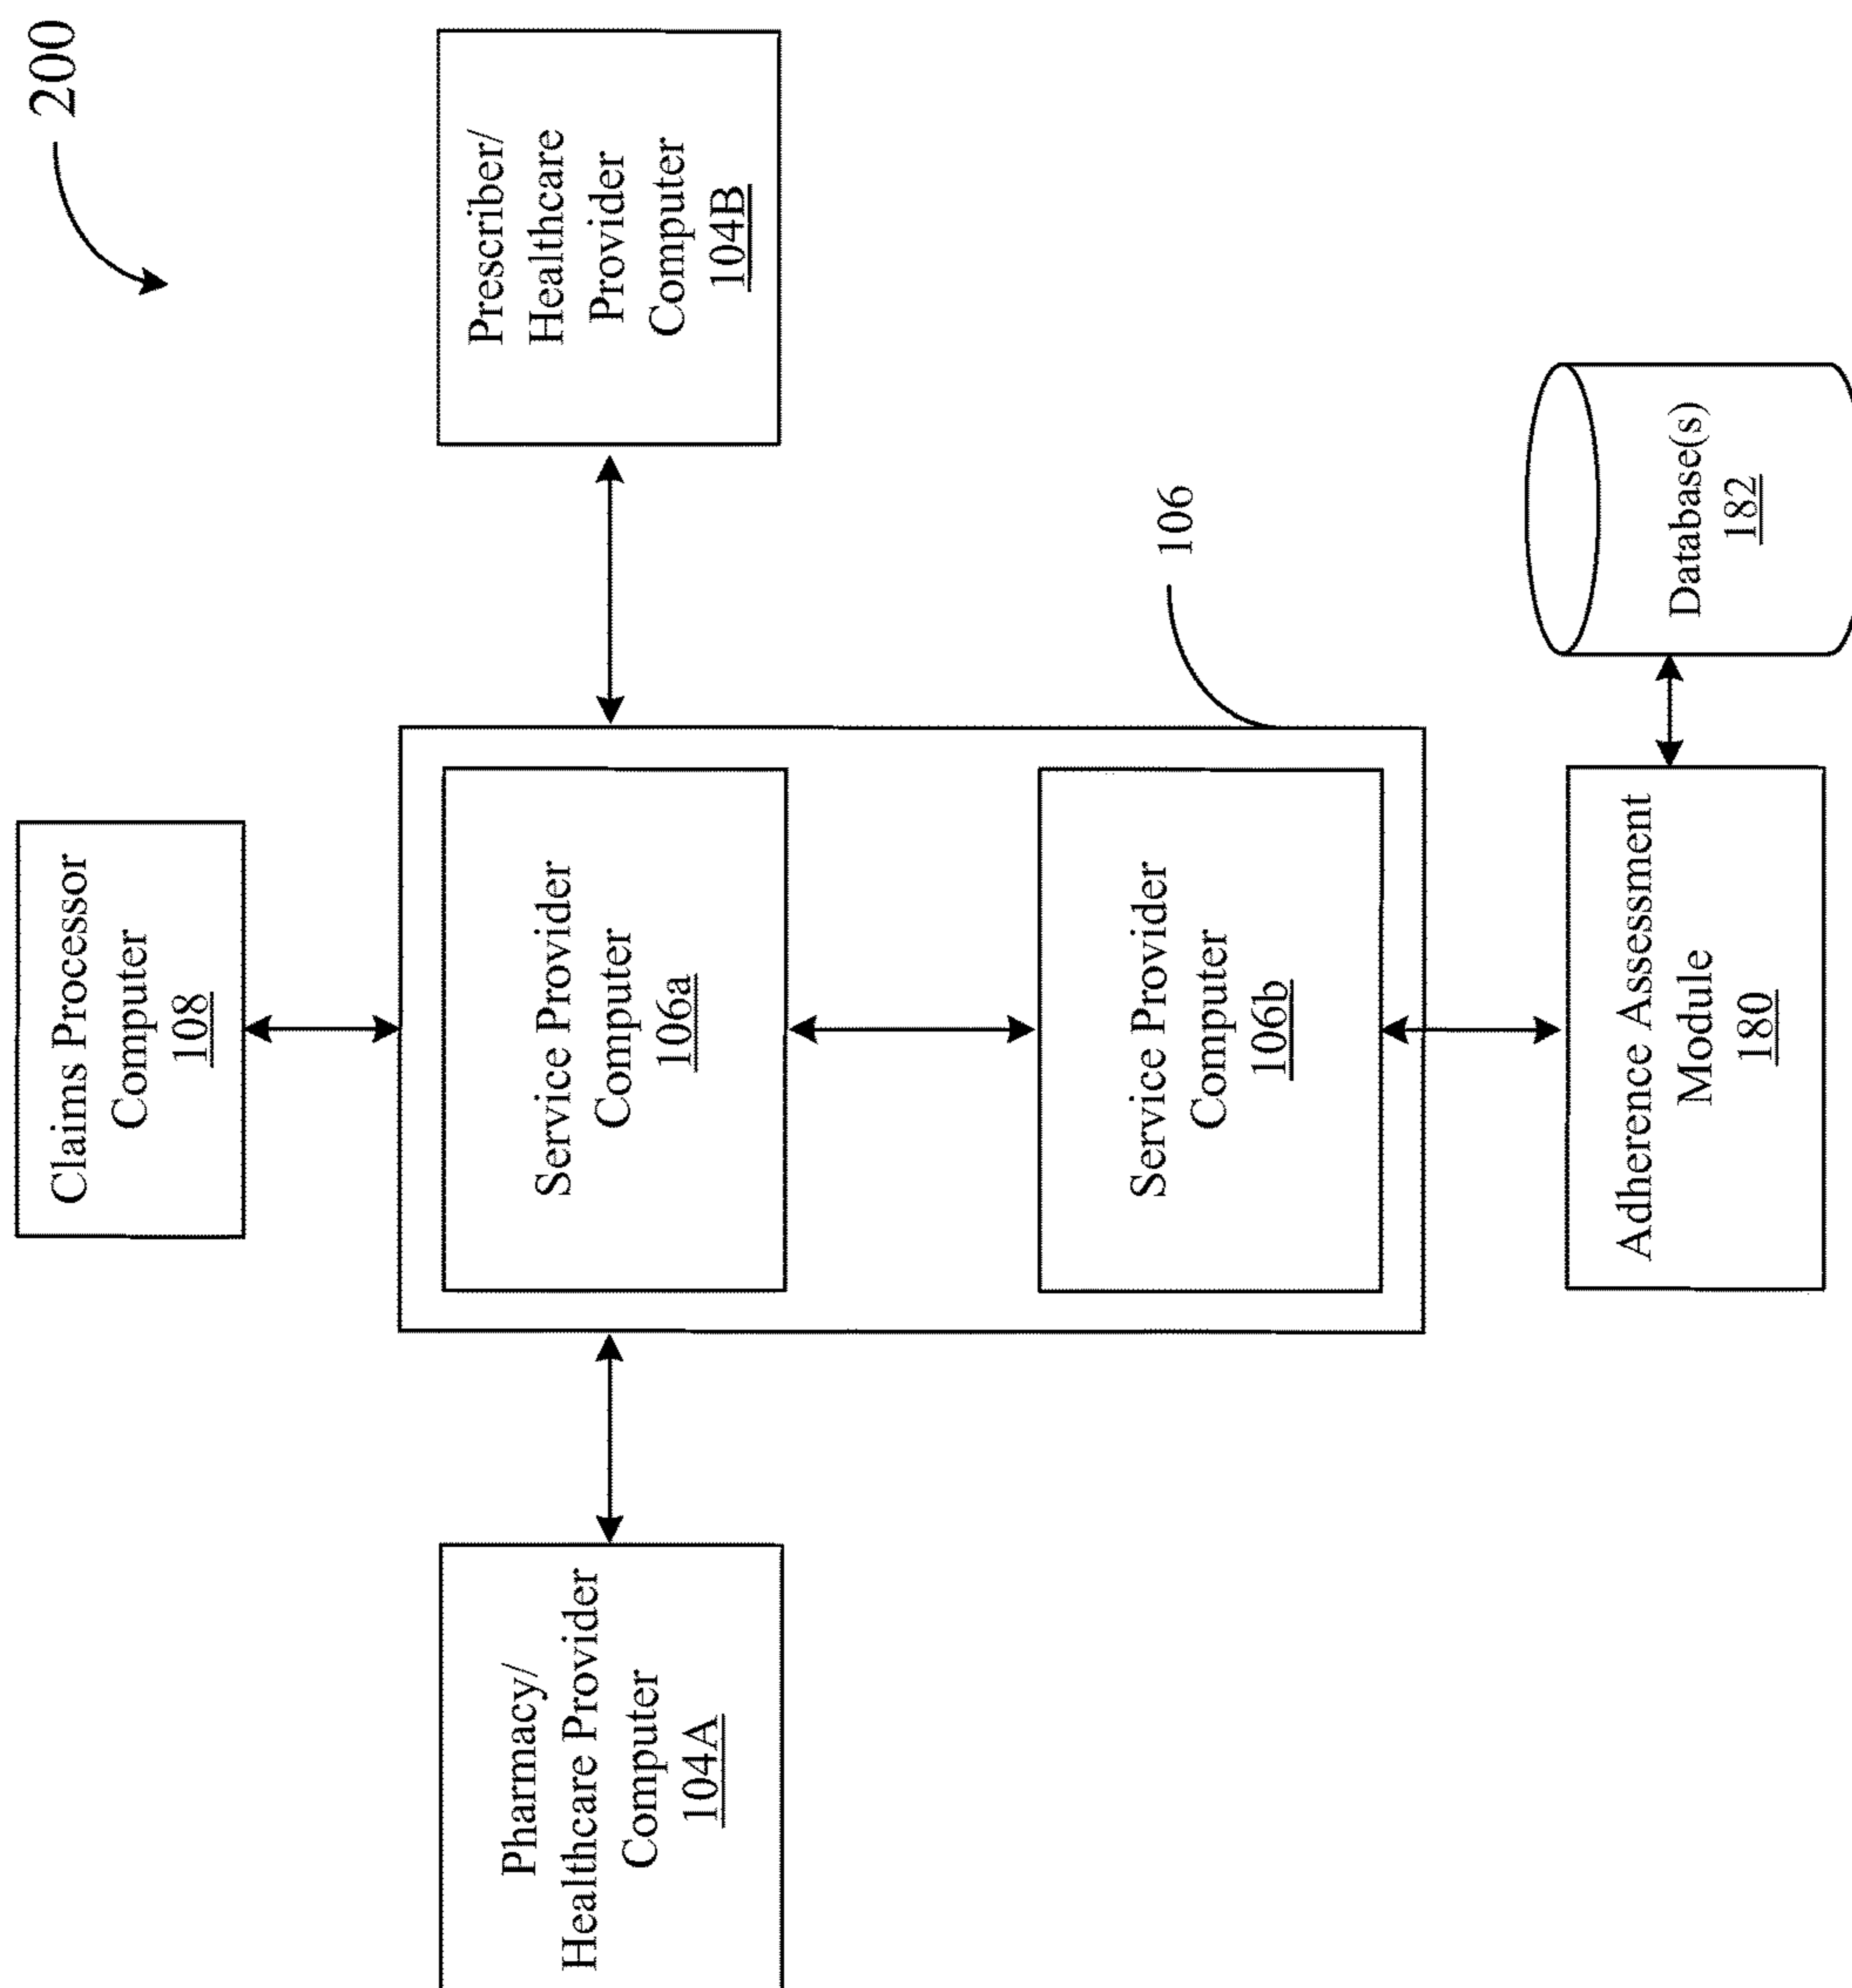 200
Claims Processor
Computer
108
Pharmacy/
Healthcare Provider
Computer
104A
Service Provider
Computer
106a
Prescriber/
Healthcare
Provider
Computer
104B
Service Provider
Computer
106b
106
Adherence Assessment
Module
180
Database(s)
182